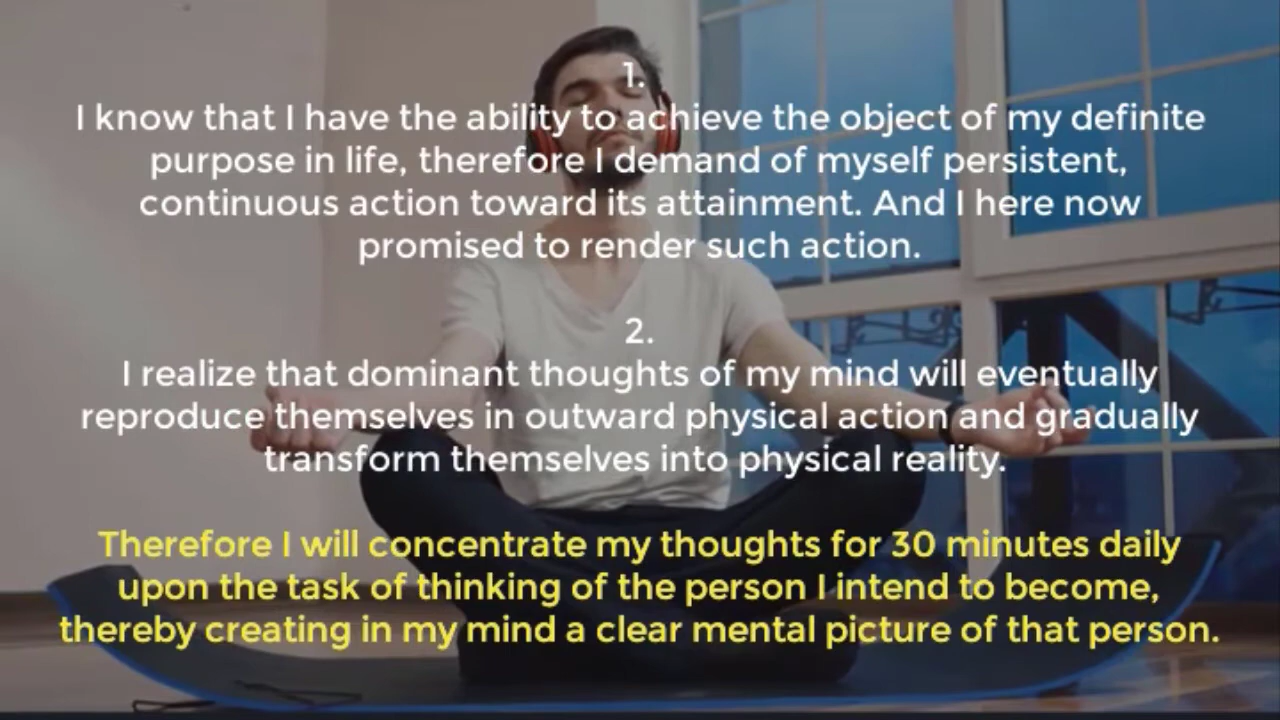 1.
I know that I have the ability to achieve the object of my definite
purpose in life, therefore I demand of myself persistent,
continuous action toward its attainment. And I here now
promised to render such action.
2.
I realize that dominant thoughts of my mind will eventually
reproduce themselves in outward physical action and gradually
transform themselves into physical reality.
Therefore I will concentrate my thoughts for 30 minutes daily
upon the task of thinking of the person I intend to become,
thereby creating in my mind a clear mental picture of that person.